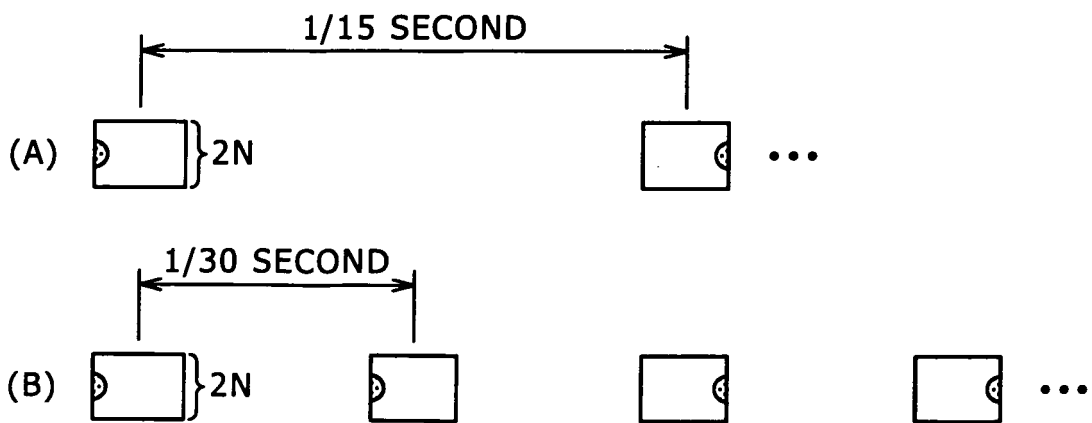 1/15 SECOND
(A) 2N •••
1/30 SECOND
(B) 2N •••